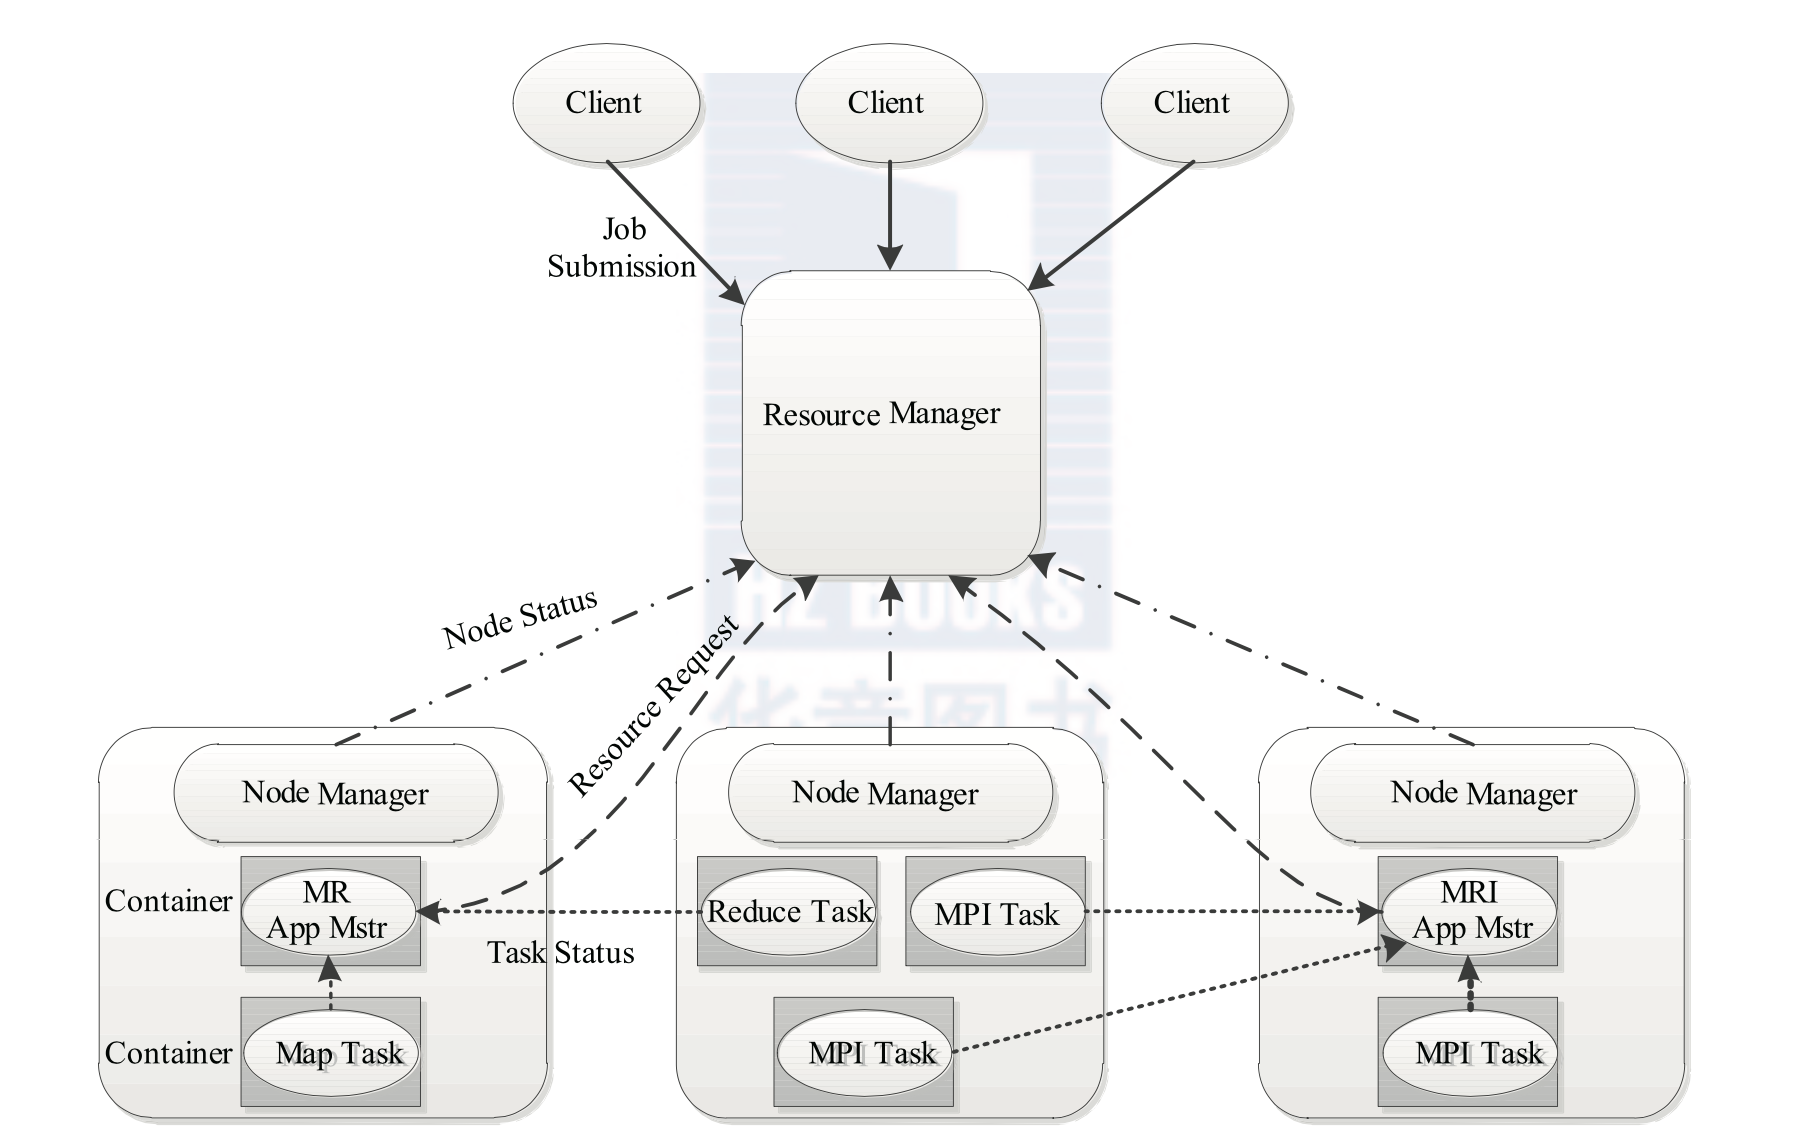 Client
Client
Client
Job
Submission
Resource Manager
HZ BOOKS
华章图书
Node Status
Resource Request
Node Manager
Node Manager
Node Manager
Container
MR
App Mstr
Reduce Task
MPI Task
MRI
App Mstr
Task Status
Container
Map Task
MPI Task
MPI Task